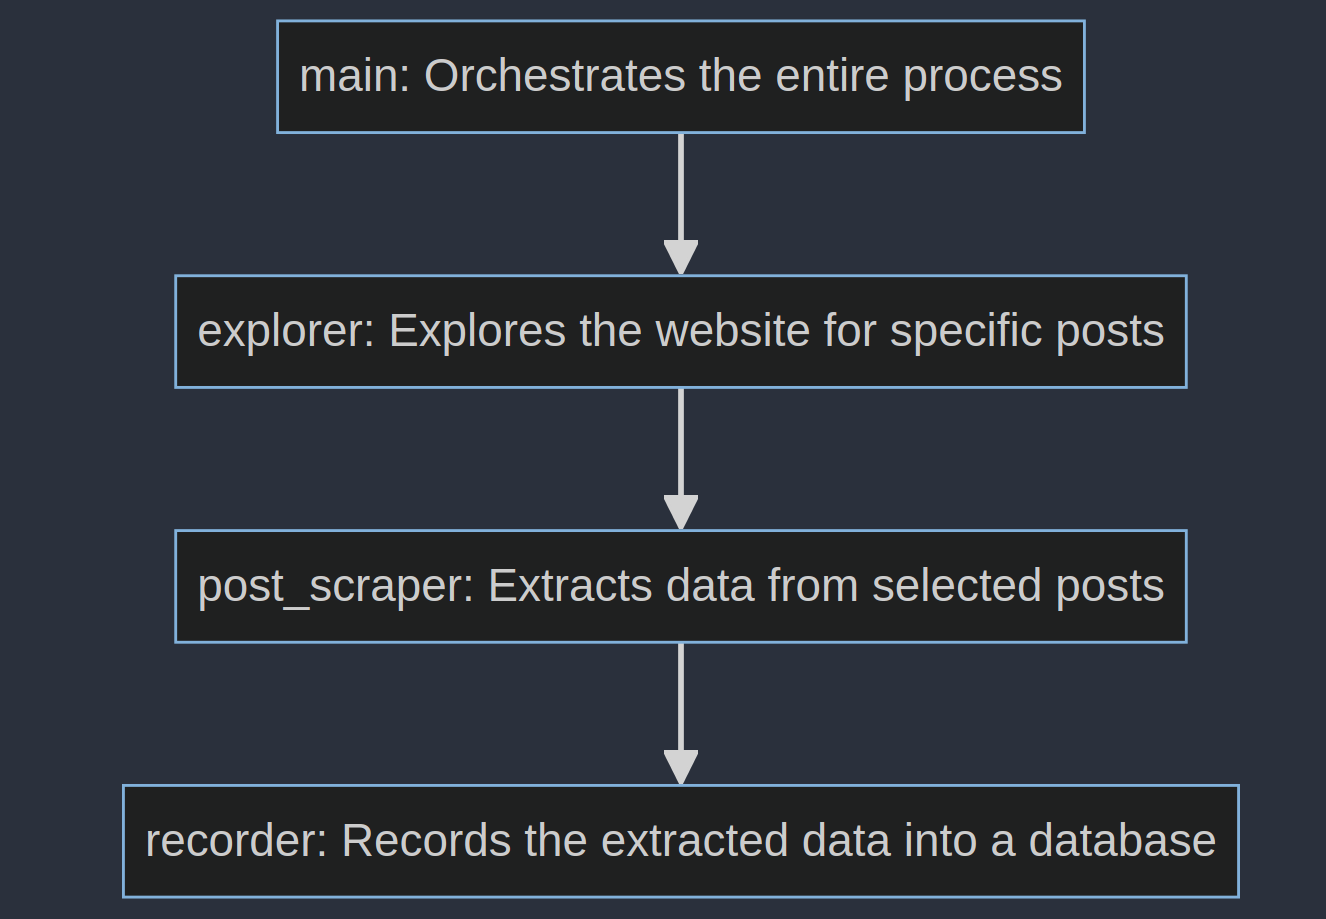 main: Orchestrates the entire process
explorer: Explores the website for specific posts
post_scraper: Extracts data from selected posts
recorder: Records the extracted data into a database